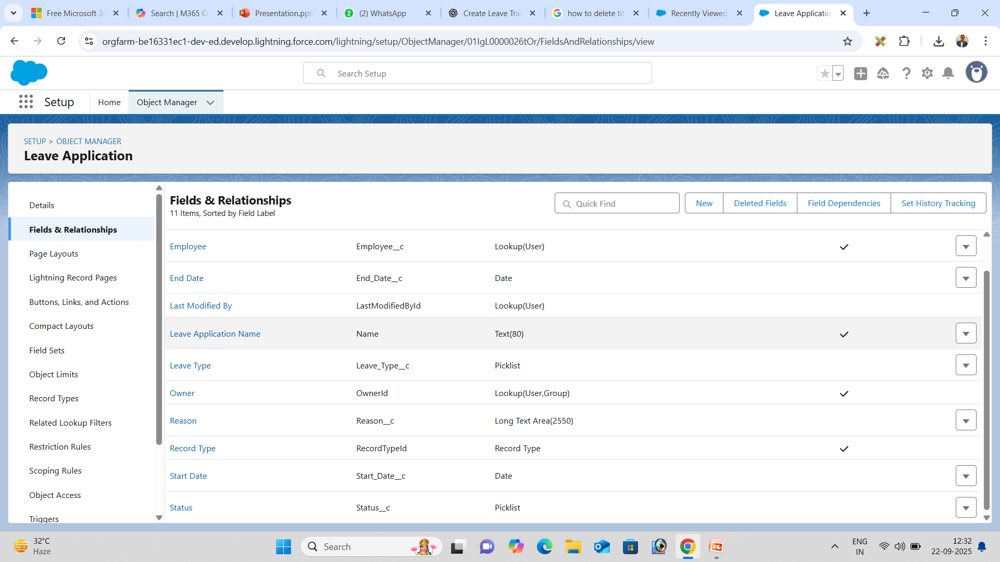 Free Microsoft 3
Search | M365 C
Presentation.ppt
2
(2) WhatsApp
Create Leave Tra
how to delete tit
Recently Viewed
Leave Applicatio
orgfarm-be16331ec1-dev-ed.develop.lightning.force.com/lightning/setup/ObjectManager/01IgL0000026tOr/FieldsAndRelationships/view
Search Setup
Setup
Home
Object Manager
SETUP > OBJECT MANAGER
Leave Application
Details
Fields & Relationships
Page Layouts
Lightning Record Pages
Buttons, Links, and Actions
Compact Layouts
Field Sets
Object Limits
Record Types
Related Lookup Filters
Restriction Rules
Scoping Rules
Object Access
Triggers
Fields & Relationships
11 Items, Sorted by Field Label
Quick Find
New
Deleted Fields
Field Dependencies
Set History Tracking
Employee Employee__c Lookup(User)
End Date End_Date__c Date
Last Modified By LastModifiedById Lookup(User)
Leave Application Name Name Text(80)
Leave Type Leave_Type__c Picklist
Owner OwnerId Lookup(User,Group)
Reason Reason__c Long Text Area(2550)
Record Type RecordTypeId Record Type
Start Date Start_Date__c Date
Status Status__c Picklist
32°C
Haze
Search
ENG
IN
12:32
22-09-2025